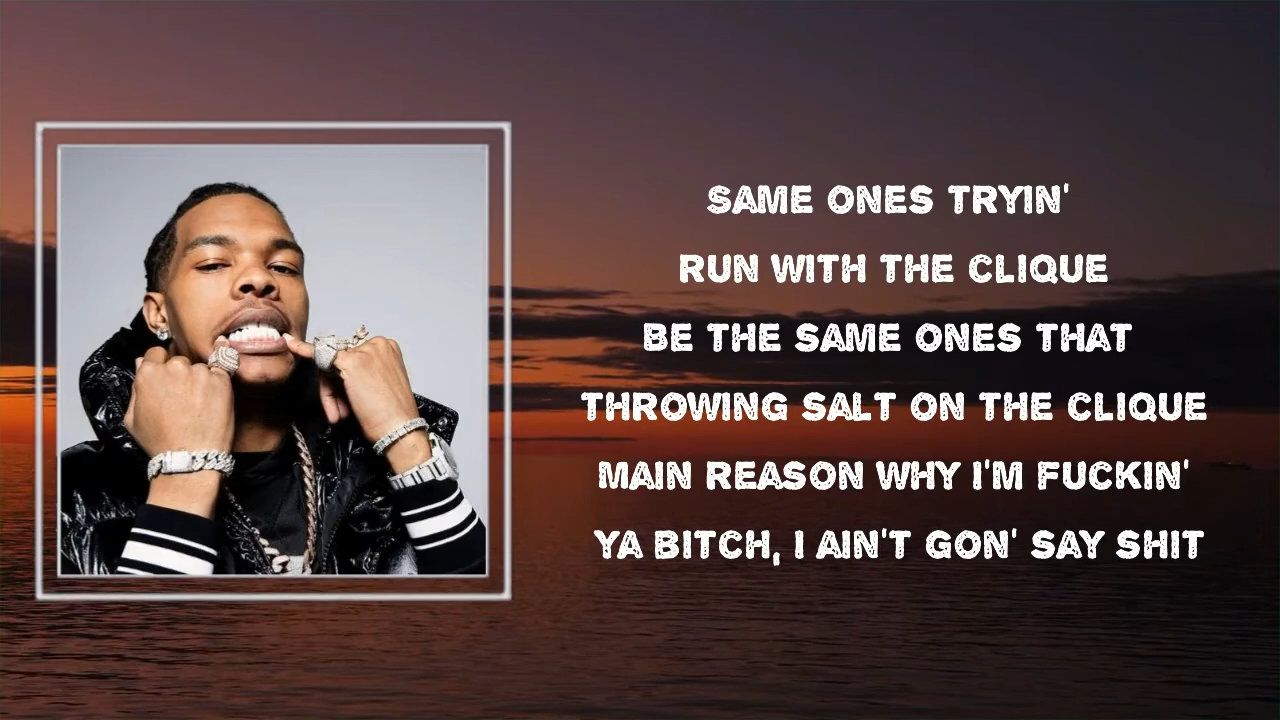 SAME ONES TRYIN'
RUN WITH THE CLIQUE
BE THE SAME ONES THAT
THROWING SALT ON THE CLIQUE
MAIN REASON WHY I'M FUCKIN'
YA BITCH, I AIN'T GON' SAY SHIT